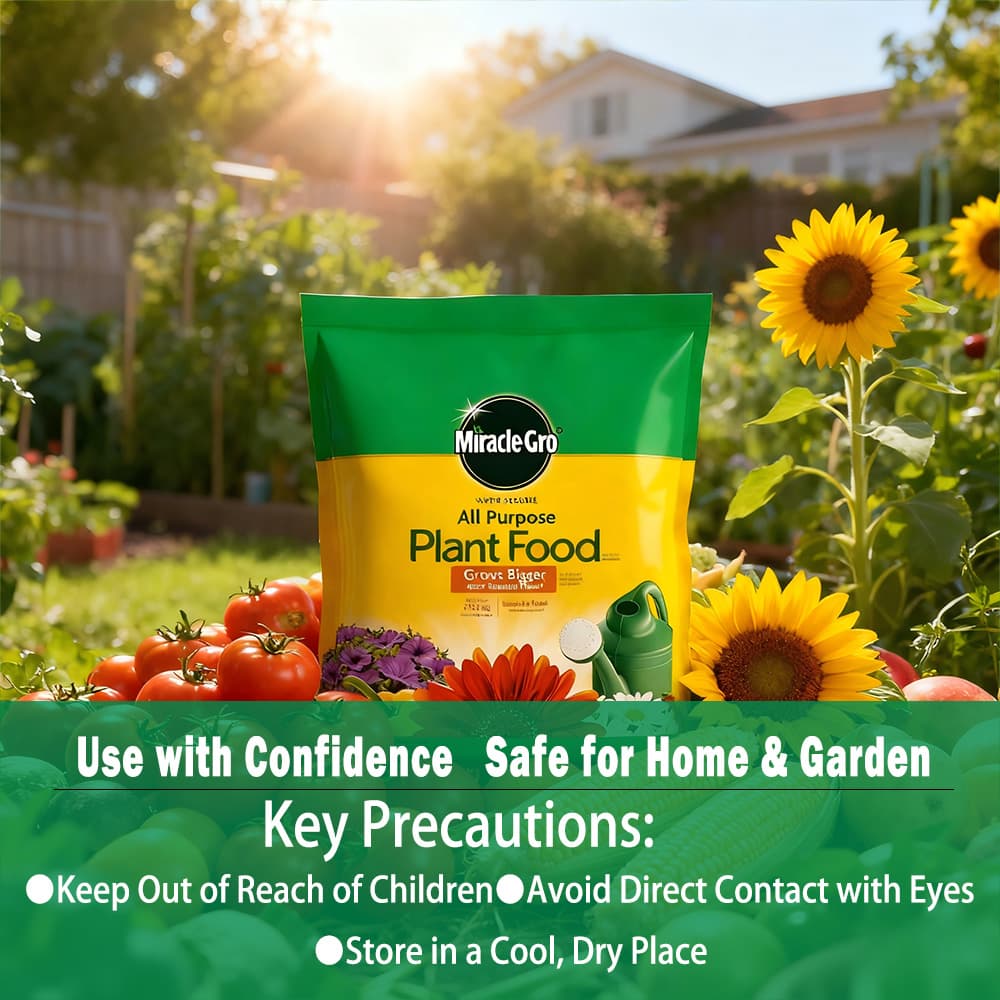 Miracle Gro
All Purpose
Plant Food
Use with Confidence Safe for Home & Garden
Key Precautions:
●Keep Out of Reach of Children●Avoid Direct Contact with Eyes
●Store in a Cool, Dry Place